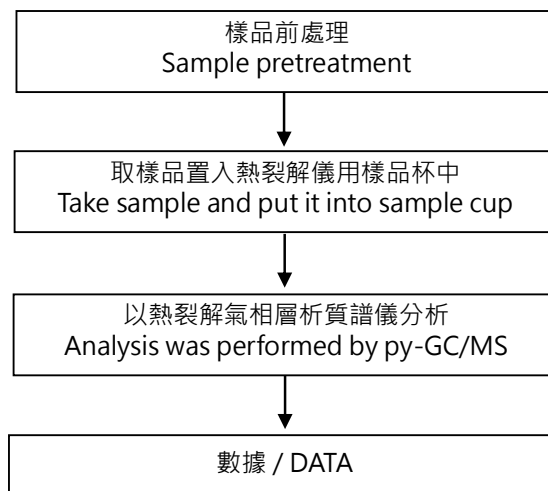 樣品前處理
Sample pretreatment
取樣品置入熱裂解儀用樣品杯中
Take sample and put it into sample cup
以熱裂解氣相層析質譜儀分析
Analysis was performed by py-GC/MS
數據 / DATA